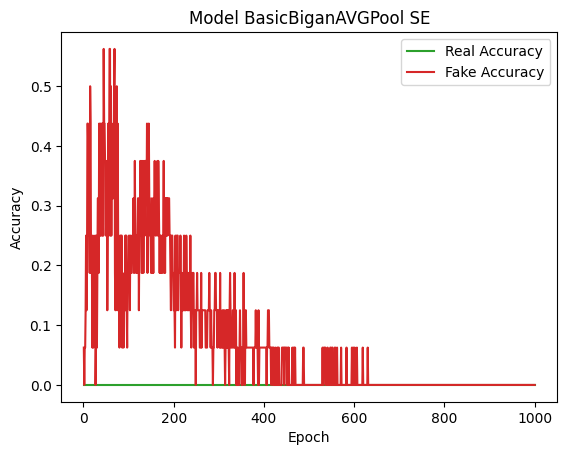 Model BasicBiganAVGPool SE
Real Accuracy
Fake Accuracy
Accuracy
0.5
0.4
0.3
0.2
0.1
0.0
0 200 400 600 800 1000
Epoch